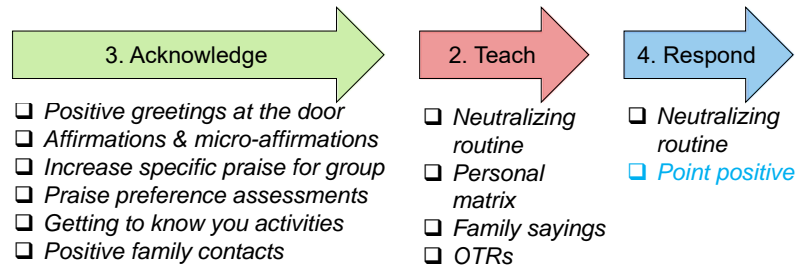 3. Acknowledge
❑ Positive greetings at the door
❑ Affirmations & micro-affirmations
❑ Increase specific praise for group
❑ Praise preference assessments
❑ Getting to know you activities
❑ Positive family contacts
2. Teach
❑ Neutralizing
routine
❑ Personal
matrix
❑ Family sayings
❑ OTRs
4. Respond
❑ Neutralizing
routine
❑ Point positive